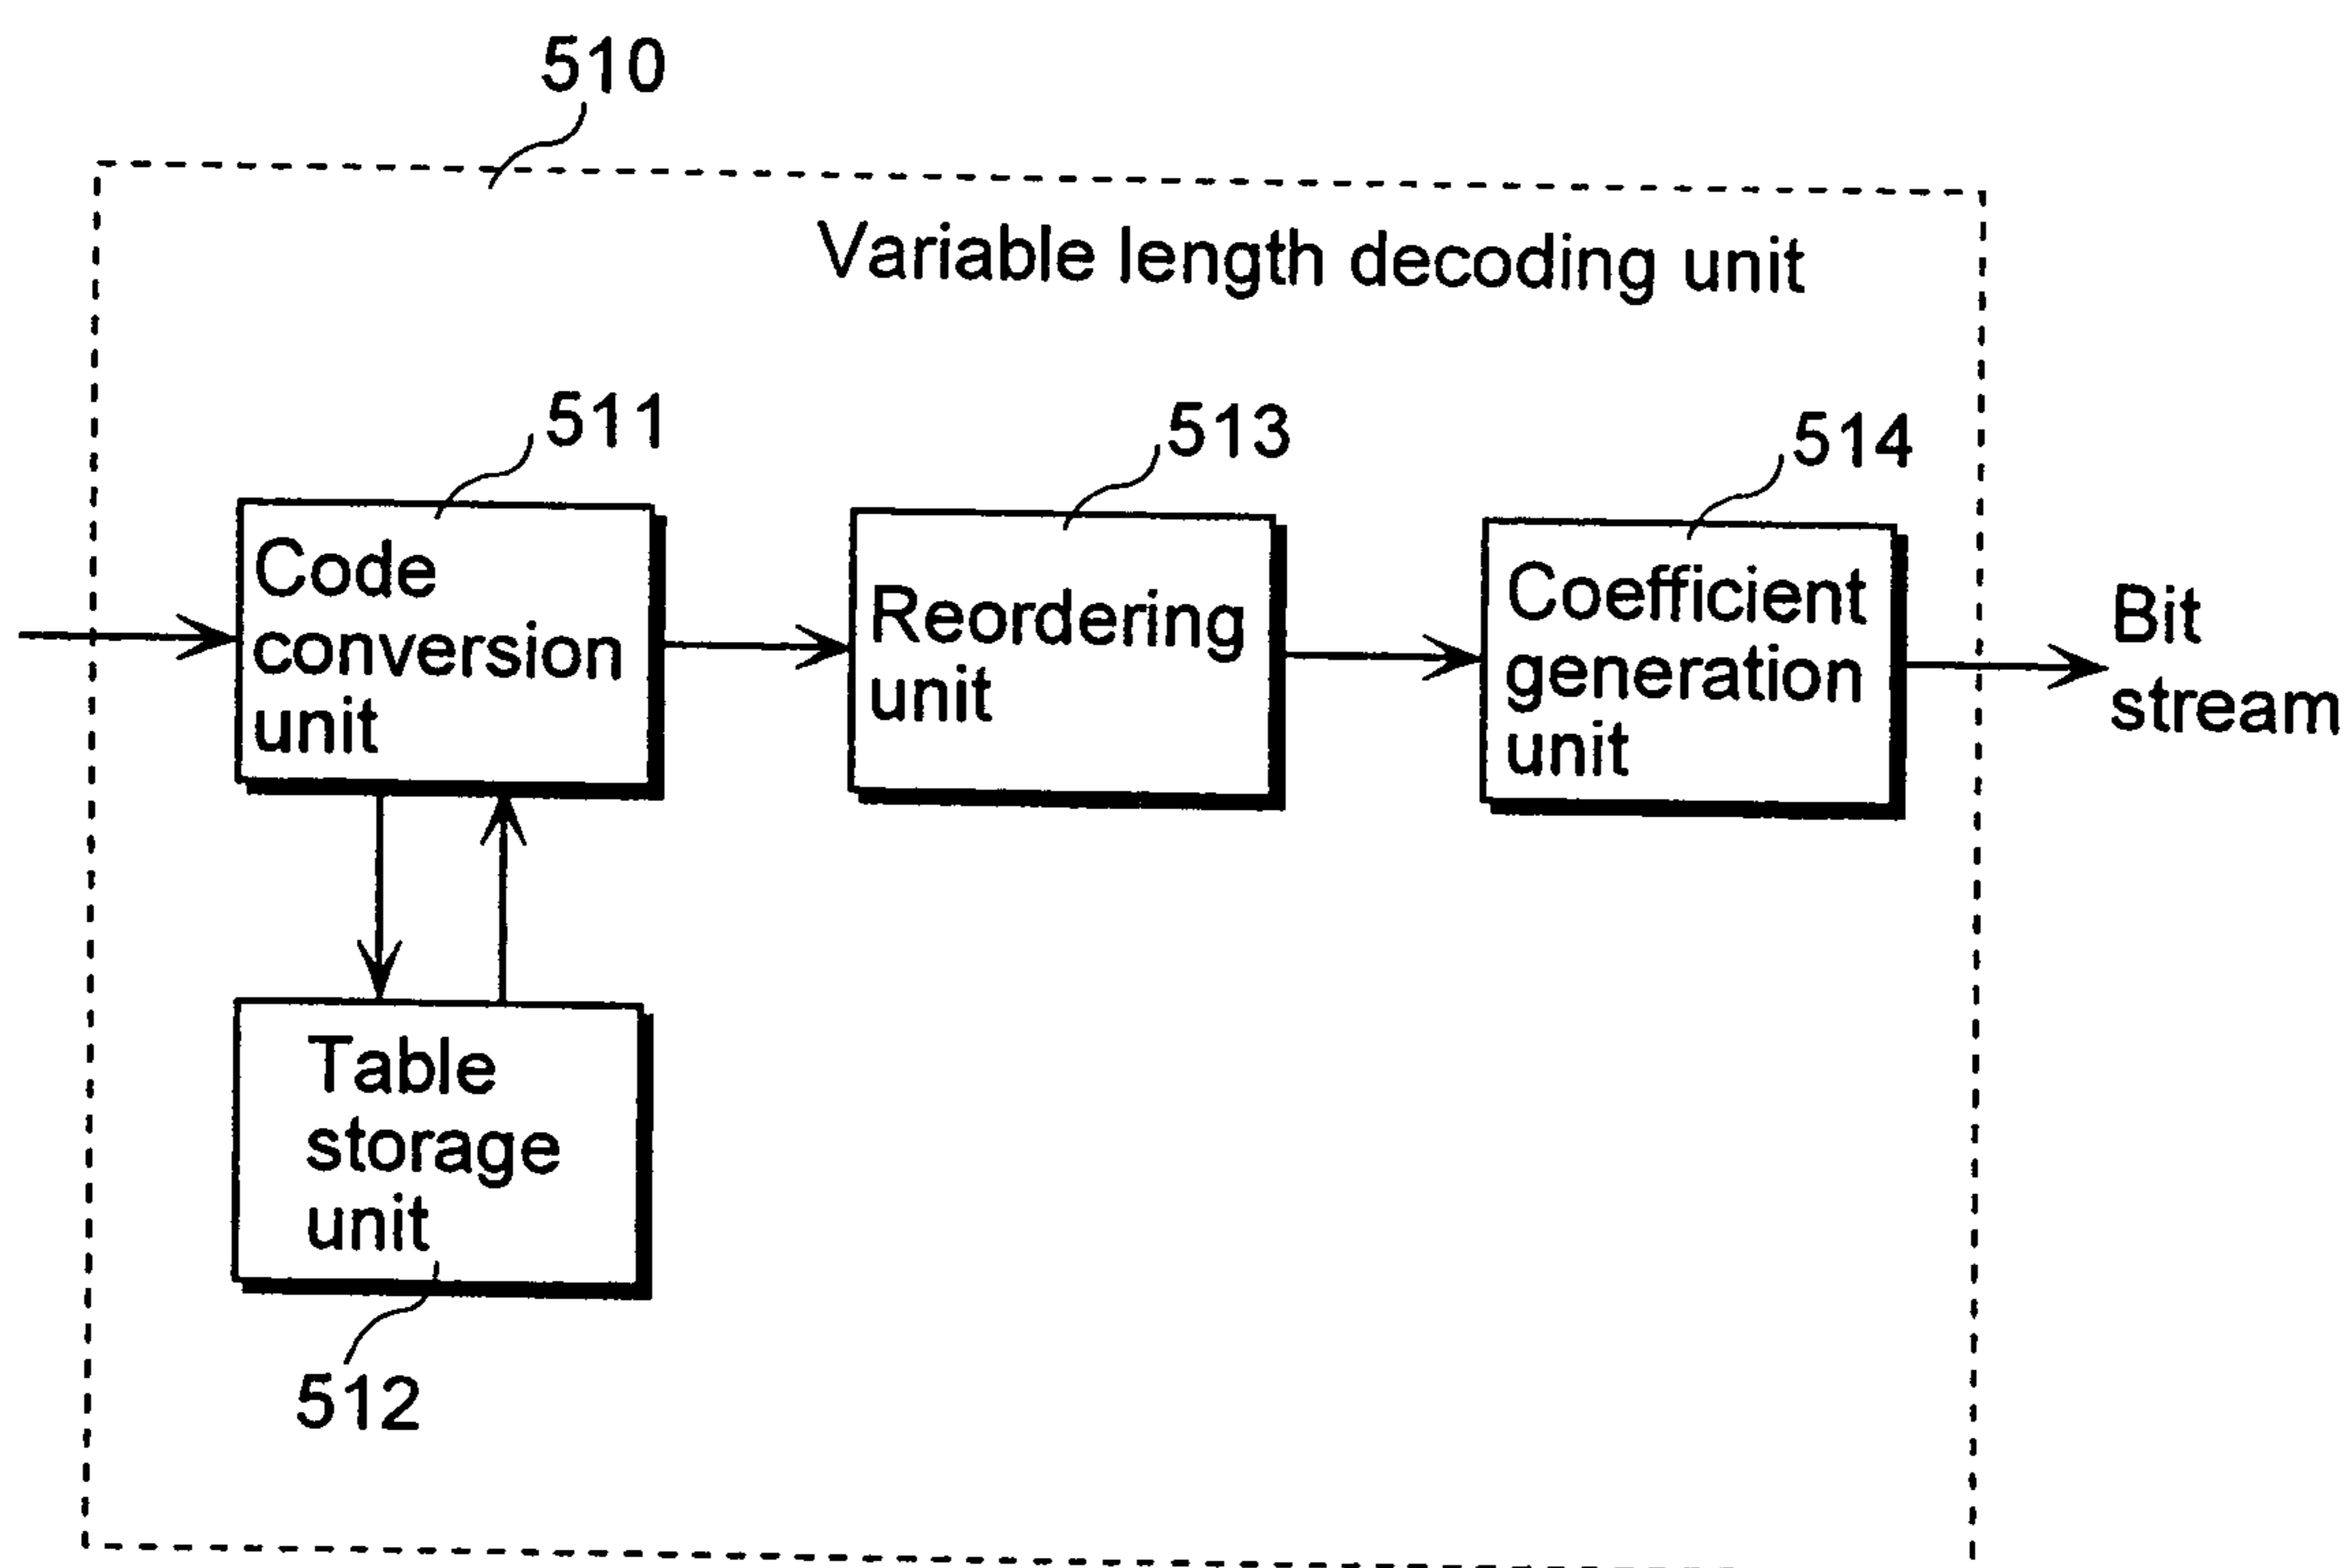 510
Variable length decoding unit
511
513
514
Code
conversion
unit
Reordering
unit
Coefficient
generation
unit
Bit
stream
Table
storage
unit
512